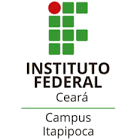 INSTITUTO
FEDERAL
Ceará
Campus
Itapipoca